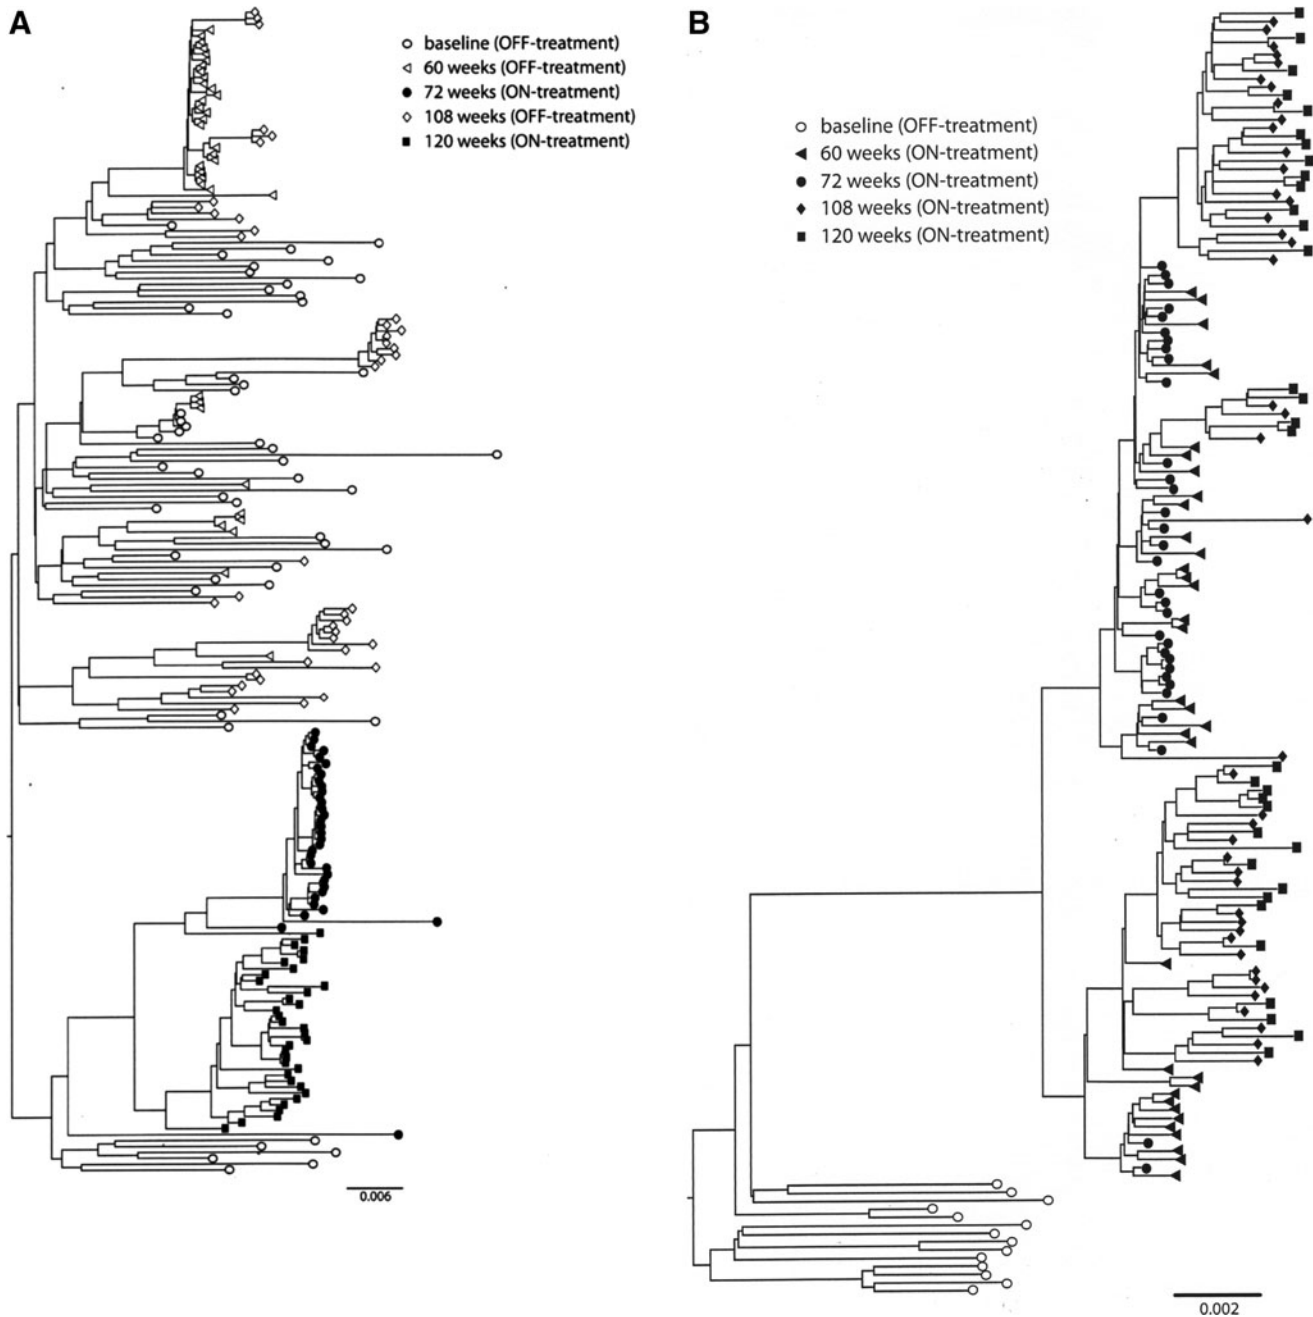 A
baseline (OFF-treatment)
60 weeks (OFF-treatment)
72 weeks (ON-treatment)
108 weeks (OFF-treatment)
120 weeks (ON-treatment)
0.006
B
baseline (OFF-treatment)
60 weeks (ON-treatment)
72 weeks (ON-treatment)
108 weeks (ON-treatment)
120 weeks (ON-treatment)
0.002